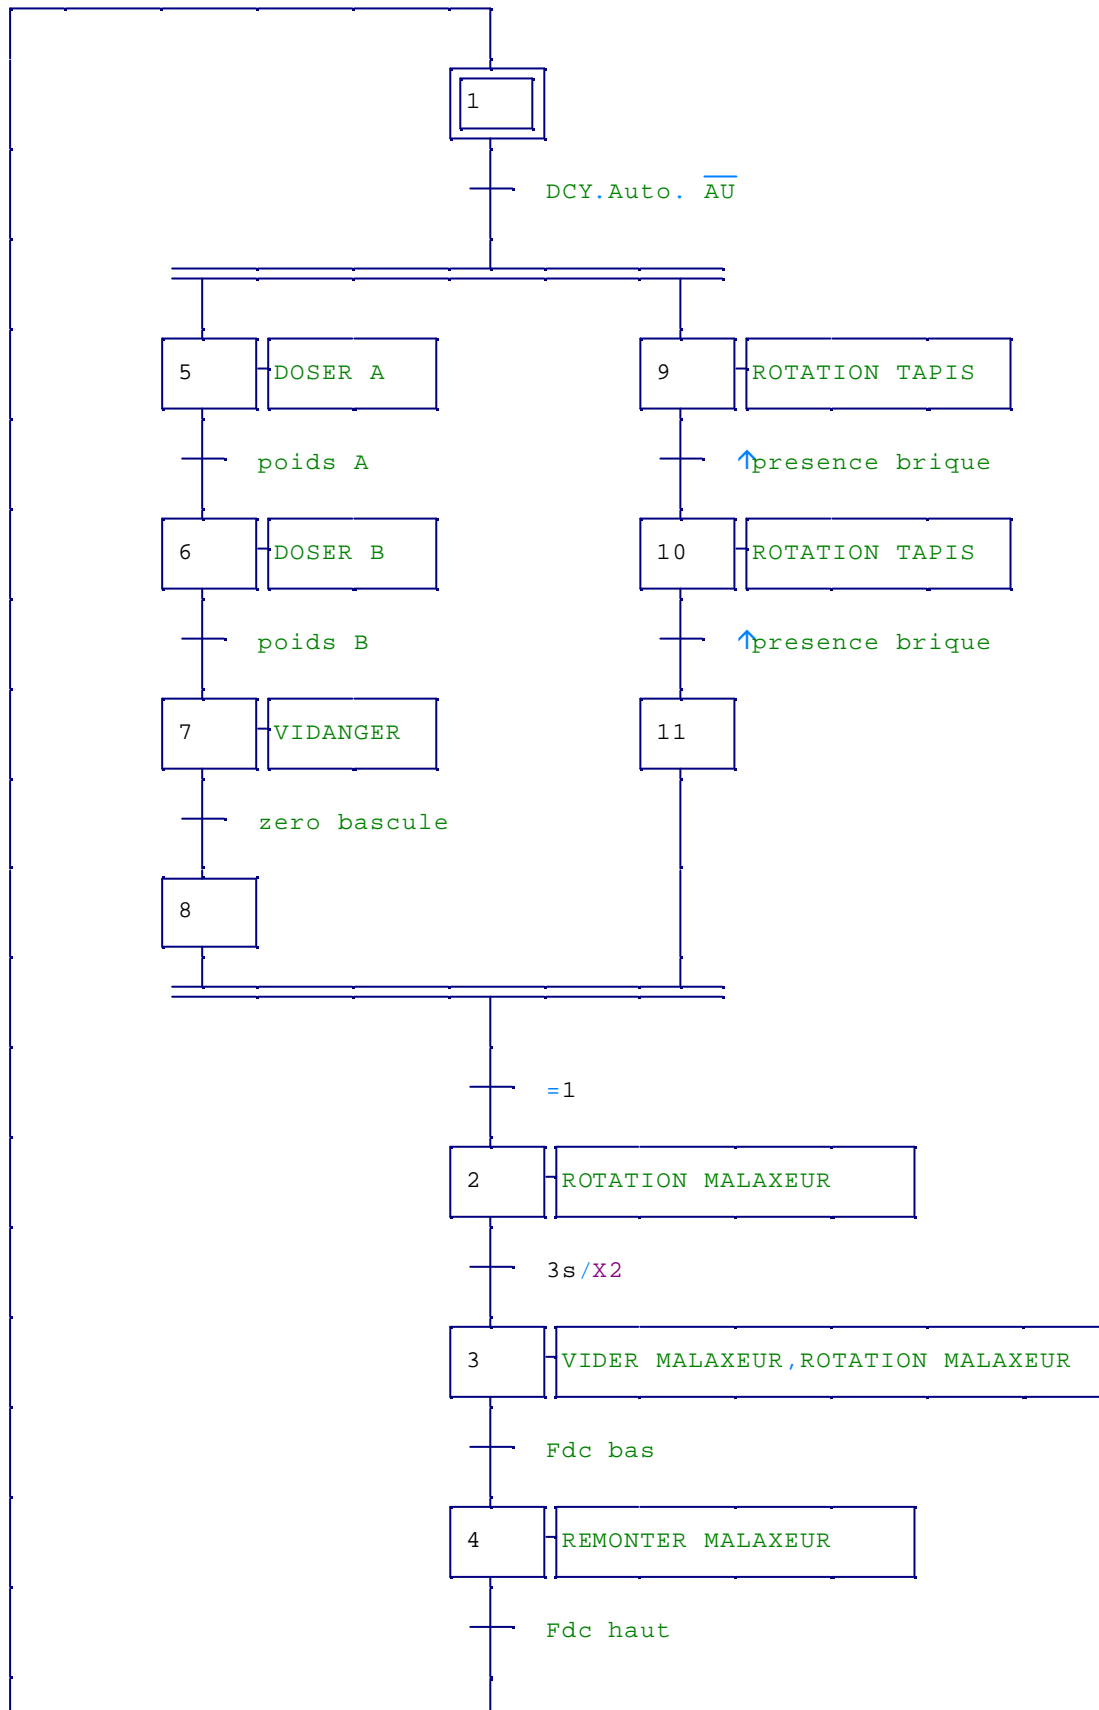 1
DCY.Auto. A̅U̅
5 DOSER A 9 ROTATION TAPIS
poids A ↑presence brique
6 DOSER B 10 ROTATION TAPIS
poids B ↑presence brique
7 VIDANGER 11
zero bascule
8
=1
2 ROTATION MALAXEUR
3s/X2
3 VIDER MALAXEUR,ROTATION MALAXEUR
Fdc bas
4 REMONTER MALAXEUR
Fdc haut